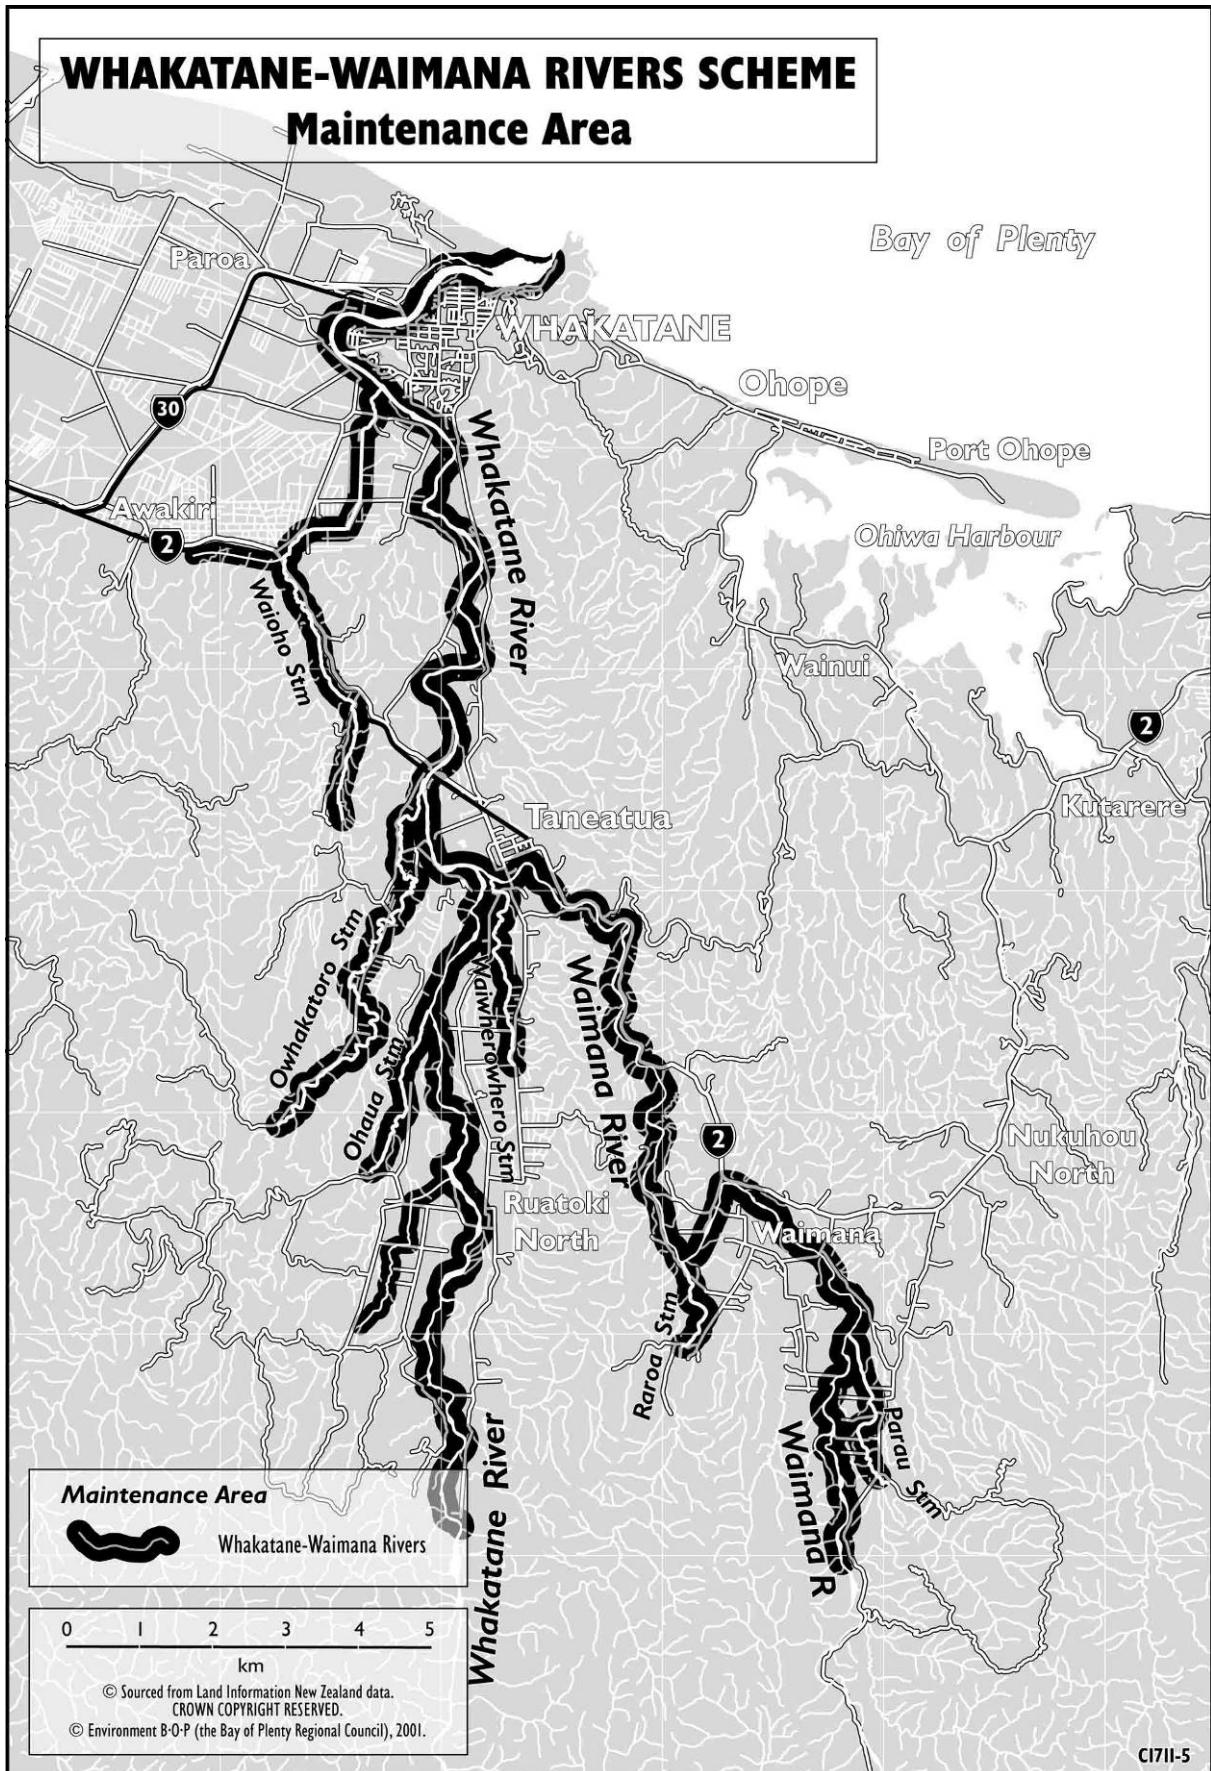 WHAKATANE-WAIMANA RIVERS SCHEME
Maintenance Area
Bay of Plenty
Paroa
WHAKATANE
Ohope
30
Port Ohope
Whakatane River
Awakiri
2
Ohiwa Harbour
Waioho Stm
Wainui
2
Kutarere
Taneatua
Owhakatoro Stm
Waiwherowhero Stm
Waimana River
Ohaua Stm
2
Nukuhou
North
Ruatoki
North
Waimana
Raroa Stm
Parau Stm
Waimana R
Whakatane River
Maintenance Area
Whakatane-Waimana Rivers
0 1 2 3 4 5
km
© Sourced from Land Information New Zealand data.
CROWN COPYRIGHT RESERVED.
© Environment B·O·P (the Bay of Plenty Regional Council), 2001.
CI7II-5